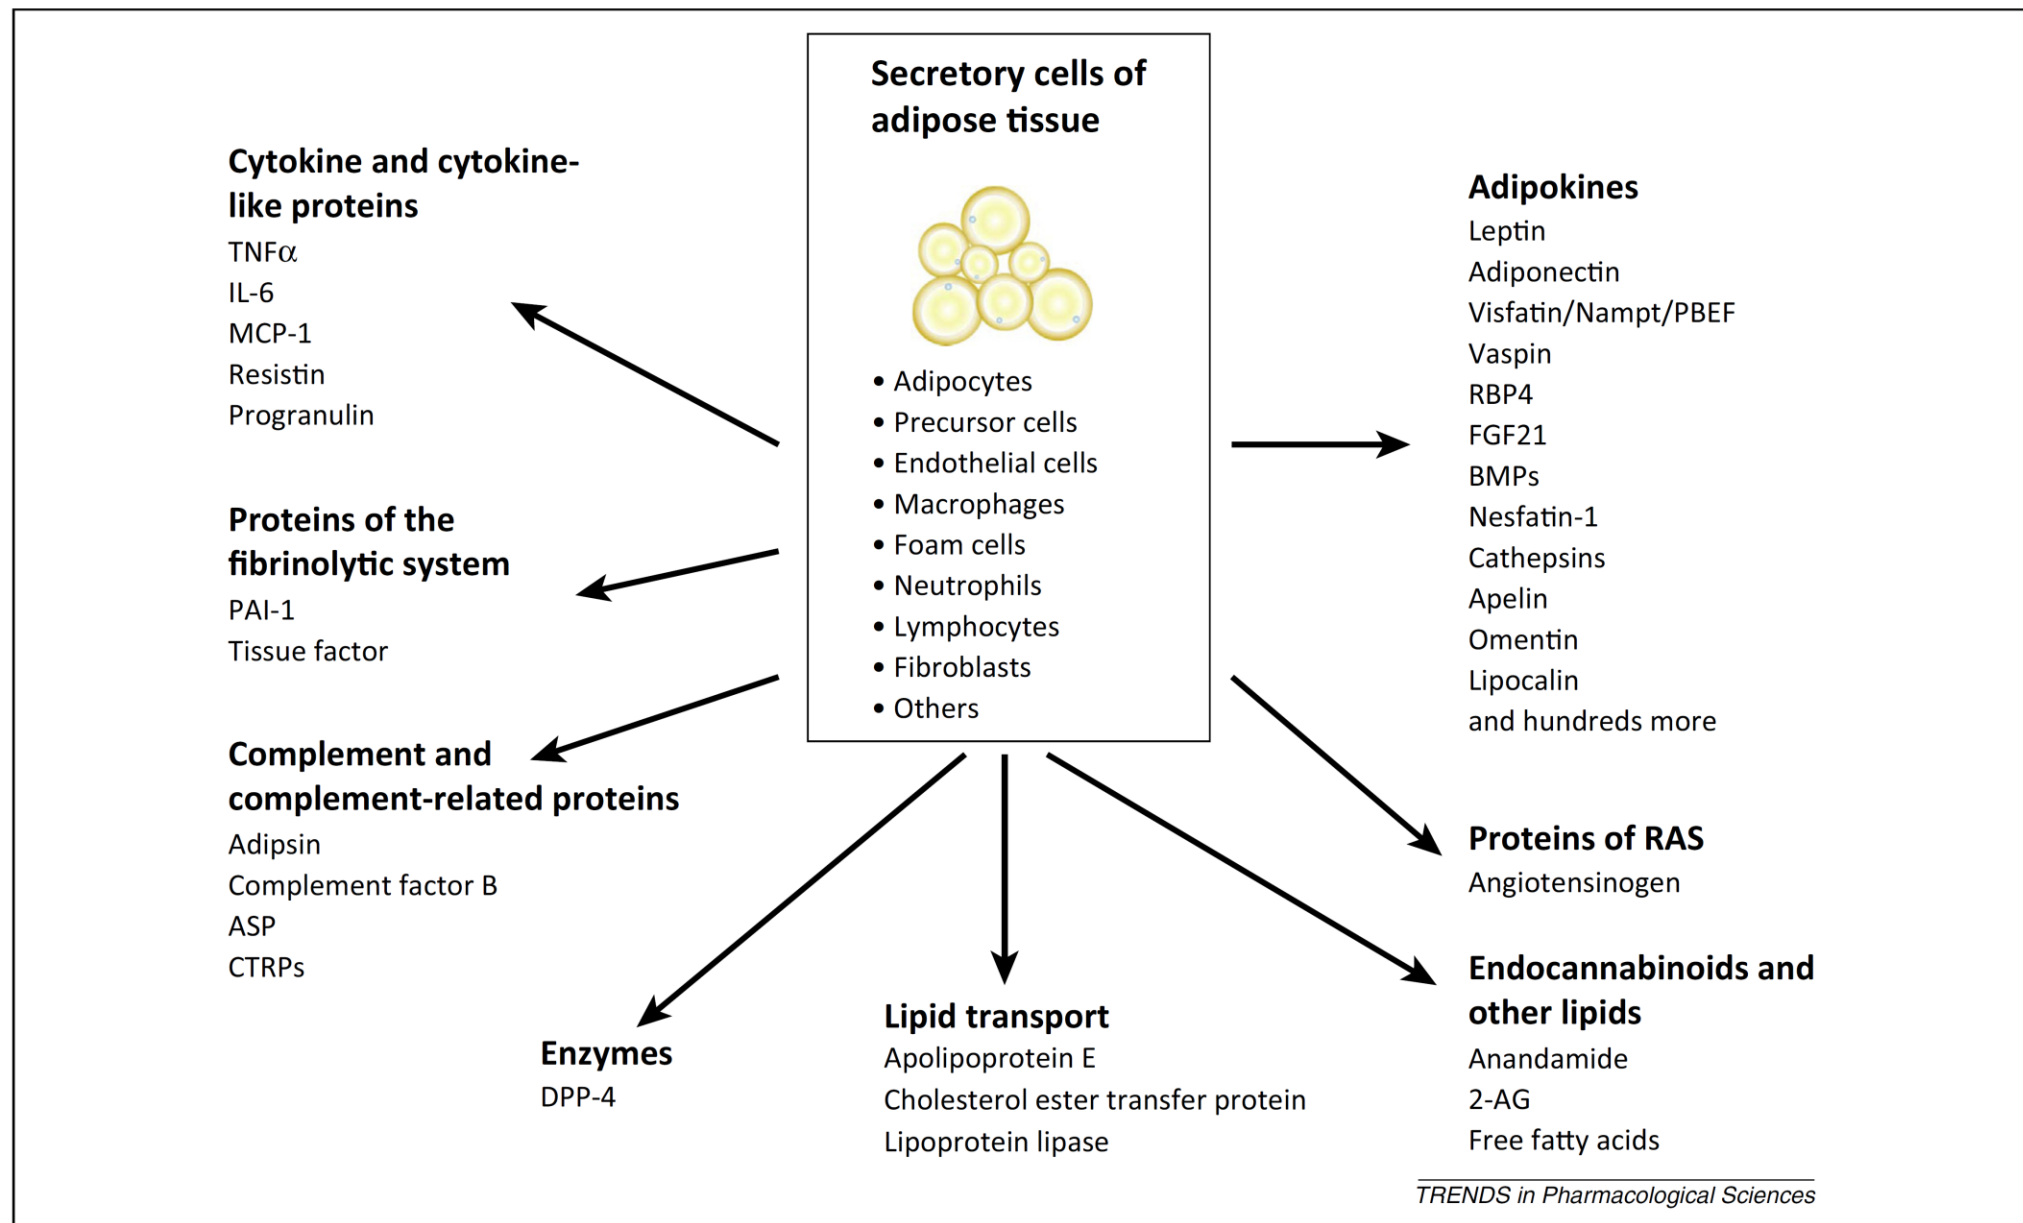 Secretory cells of
adipose tissue
• Adipocytes
• Precursor cells
• Endothelial cells
• Macrophages
• Foam cells
• Neutrophils
• Lymphocytes
• Fibroblasts
• Others
Cytokine and cytokine-
like proteins
TNFα
IL-6
MCP-1
Resistin
Progranulin
Proteins of the
fibrinolytic system
PAI-1
Tissue factor
Complement and
complement-related proteins
Adipsin
Complement factor B
ASP
CTRPs
Enzymes
DPP-4
Lipid transport
Apolipoprotein E
Cholesterol ester transfer protein
Lipoprotein lipase
Adipokines
Leptin
Adiponectin
Visfatin/Nampt/PBEF
Vaspin
RBP4
FGF21
BMPs
Nesfatin-1
Cathepsins
Apelin
Omentin
Lipocalin
and hundreds more
Proteins of RAS
Angiotensinogen
Endocannabinoids and
other lipids
Anandamide
2-AG
Free fatty acids
TRENDS in Pharmacological Sciences